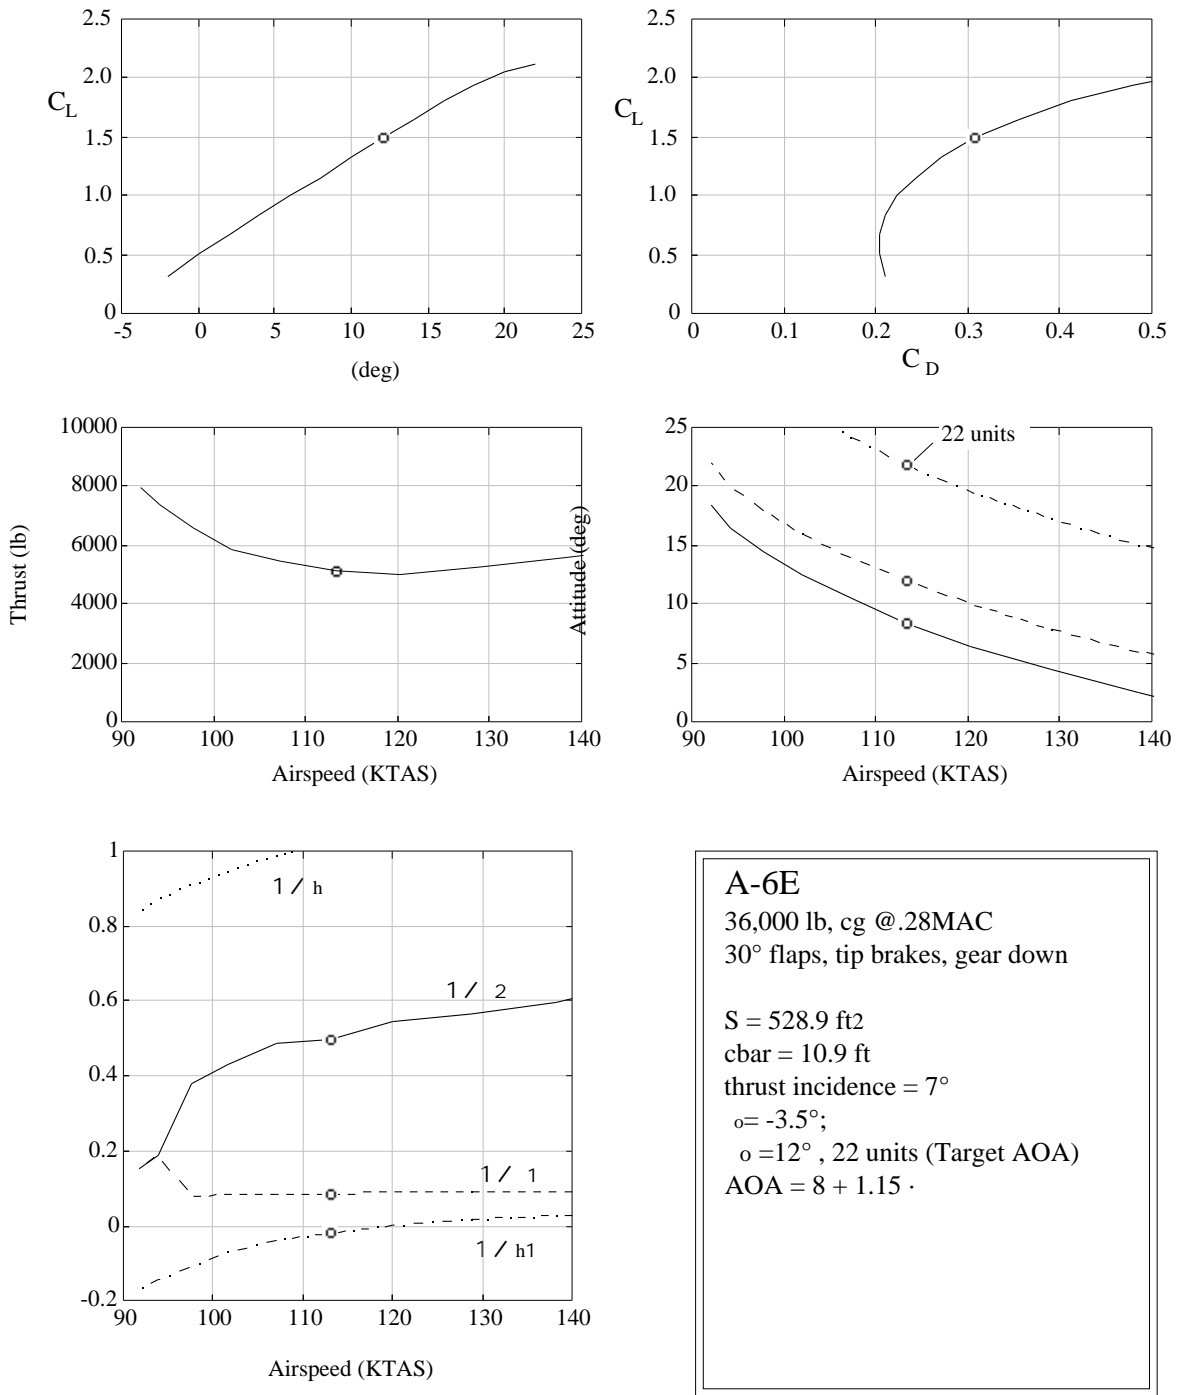 2.5
2.0
1.5
1.0
0.5
0
C L
-5
0
5
10
15
20
25
(deg)
2.5
2.0
1.5
1.0
0.5
0
C L
0
0.1
0.2
0.3
0.4
0.5
C D
10000
8000
6000
4000
2000
0
Thrust (lb)
90
100
110
120
130
140
Airspeed (KTAS)
25
20
15
10
5
0
Attitude (deg)
22 units
90
100
110
120
130
140
Airspeed (KTAS)
1
0.8
0.6
0.4
0.2
0
-0.2
1 / h
1 / 2
1 / 1
1 / h1
90
100
110
120
130
140
Airspeed (KTAS)
A-6E
36,000 lb, cg @.28MAC
30° flaps, tip brakes, gear down
S = 528.9 ft2
cbar = 10.9 ft
thrust incidence = 7°
o= -3.5°;
o =12° , 22 units (Target AOA)
AOA = 8 + 1.15 ·